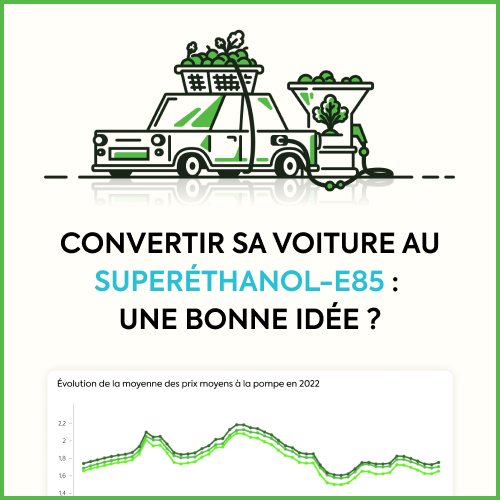 CONVERTIR SA VOITURE AU
SUPERÉTHANOL-E85 :
UNE BONNE IDÉE ?
Évolution de la moyenne des prix moyens à la pompe en 2022
2,2
2
1,8
1,6
1,4